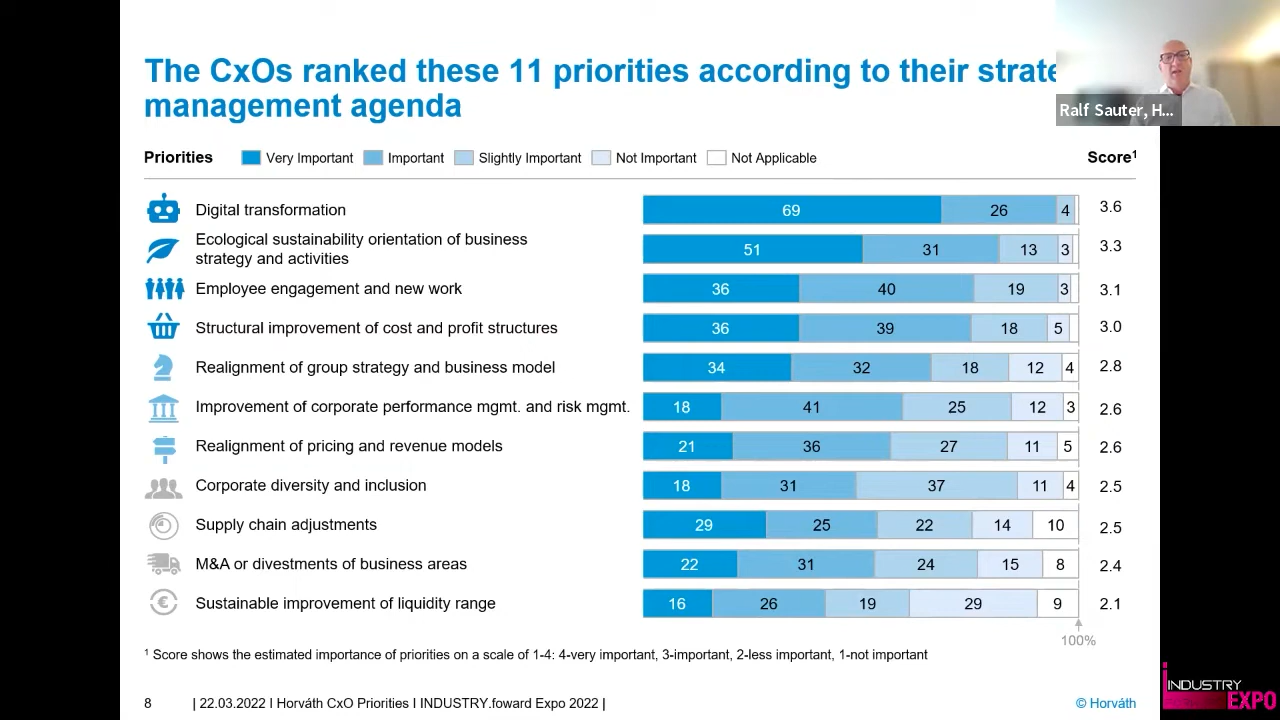 The CxOs ranked these 11 priorities according to their strate
management agenda
Ralf Sauter, H...
Priorities Very Important Important Slightly Important Not Important Not Applicable Score¹
Digital transformation 69 26 4 3.6
Ecological sustainability orientation of business
strategy and activities 51 31 13 3 3.3
Employee engagement and new work 36 40 19 3 3.1
Structural improvement of cost and profit structures 36 39 18 5 3.0
Realignment of group strategy and business model 34 32 18 12 4 2.8
Improvement of corporate performance mgmt. and risk mgmt. 18 41 25 12 3 2.6
Realignment of pricing and revenue models 21 36 27 11 5 2.6
Corporate diversity and inclusion 18 31 37 11 4 2.5
Supply chain adjustments 29 25 22 14 10 2.5
M&A or divestments of business areas 22 31 24 15 8 2.4
Sustainable improvement of liquidity range 16 26 19 29 9 2.1
100%
¹ Score shows the estimated importance of priorities on a scale of 1-4: 4-very important, 3-important, 2-less important, 1-not important
8 | 22.03.2022 I Horváth CxO Priorities I INDUSTRY.foward Expo 2022 | © Horváth
INDUSTRY
EXPO